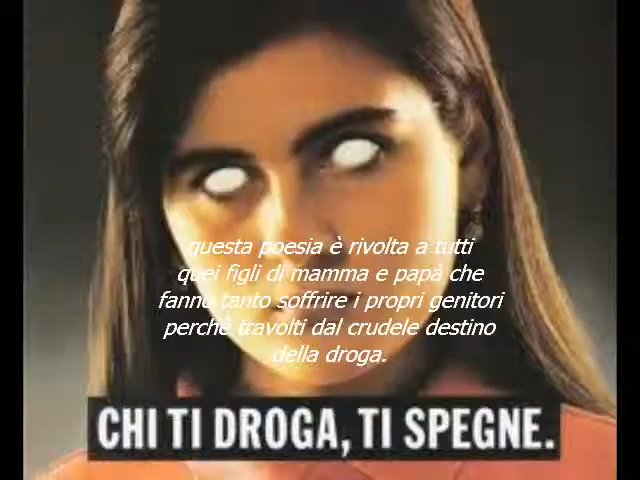 questa poesia è rivolta a tutti
quei figli di mamma e papà che
fanno tanto soffrire i propri genitori
perchè travolti dal crudele destino
della droga.
CHI TI DROGA, TI SPEGNE.